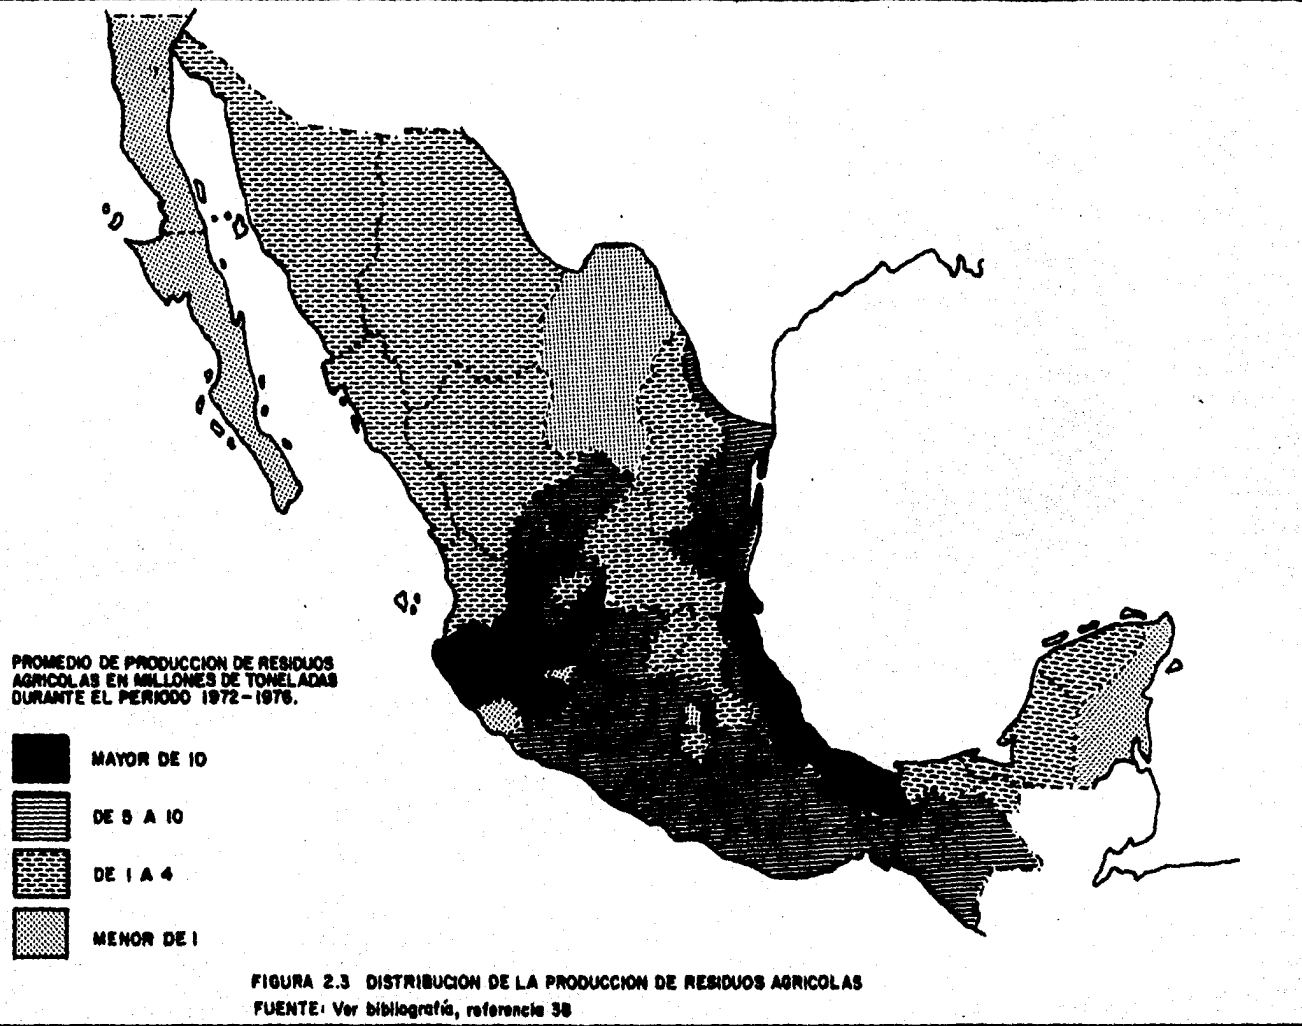 PROMEDIO DE PRODUCCION DE RESIDUOS
AGRICOLAS EN MILLONES DE TONELADAS
DURANTE EL PERIODO 1972-1976.
MAYOR DE 10
DE 5 A 10
DE 1 A 4
MENOR DE 1
FIGURA 2.3 DISTRIBUCION DE LA PRODUCCION DE RESIDUOS AGRICOLAS
FUENTE: Ver bibliografía, referencia 38